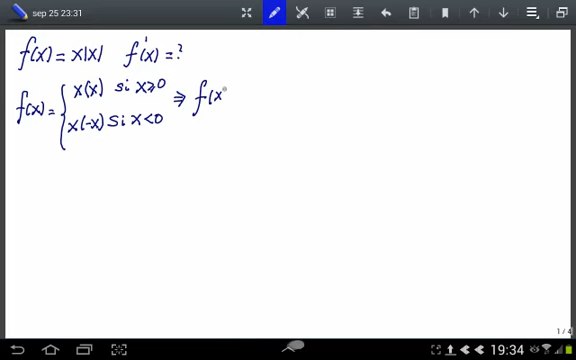 sep 25 23:31
f(x) = x|x| f'(x) = ?
f(x) = { x(x) si x≥0 ⇒ f(x
x(-x) si x<0
1 / 4
19:34